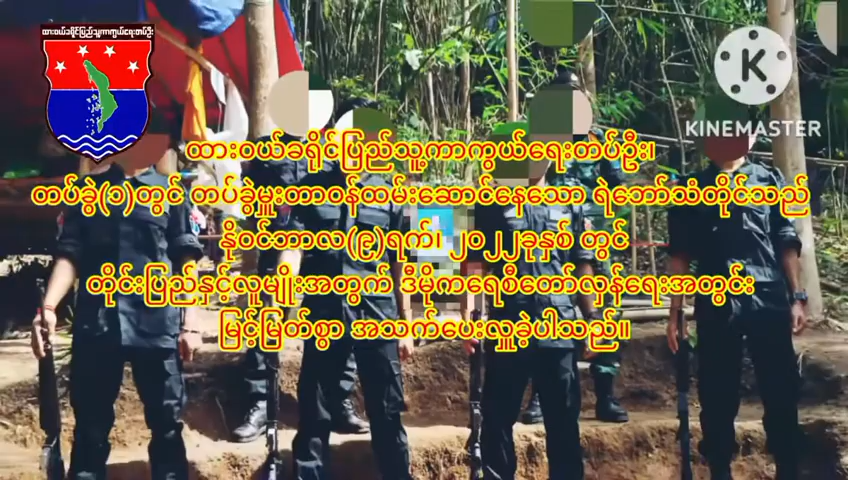 ထားဝယ်ခရိုင်ပြည်သူ့ကာကွယ်ရေးတပ်ဦး
KINEMASTER
ထားဝယ်ခရိုင်ပြည်သူ့ကာကွယ်ရေးတပ်ဦး၊
တပ်ခွဲ(၁)တွင် တပ်ခွဲမှူးတာဝန်ထမ်းဆောင်နေသော ရဲဘော်သံတိုင်သည်
နိုဝင်ဘာလ(၉)ရက်၊ ၂၀၂၂ခုနှစ် တွင်
တိုင်းပြည်နှင့်လူမျိုးအတွက် ဒီမိုကရေစီတော်လှန်ရေးအတွင်း
မြင့်မြတ်စွာ အသက်ပေးလှူခဲ့ပါသည်။